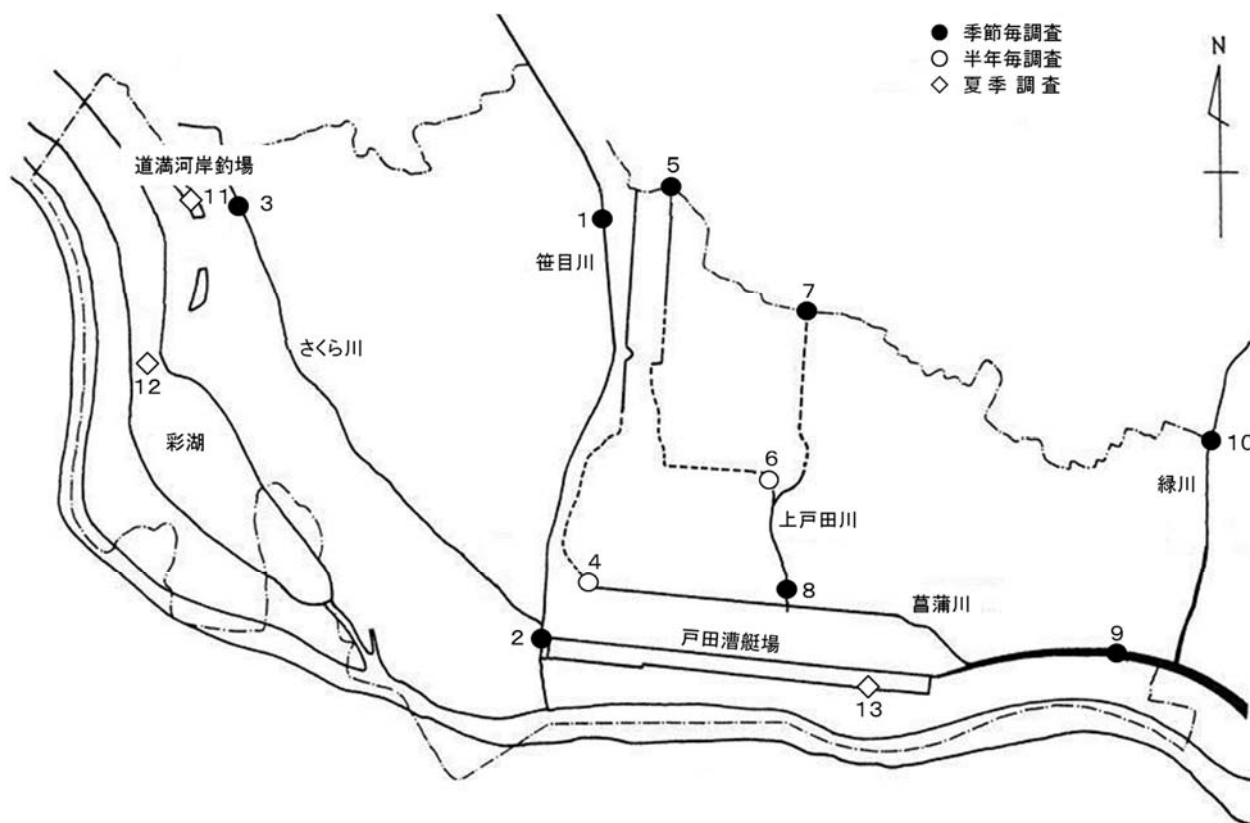 ● 季節毎調査
○ 半年毎調査
◇ 夏季調査
N
道満河岸釣場
11
3
1
5
笹目川
7
さくら川
12
彩湖
10
緑川
6
上戸田川
4
8
菖蒲川
2
戸田漕艇場
9
13